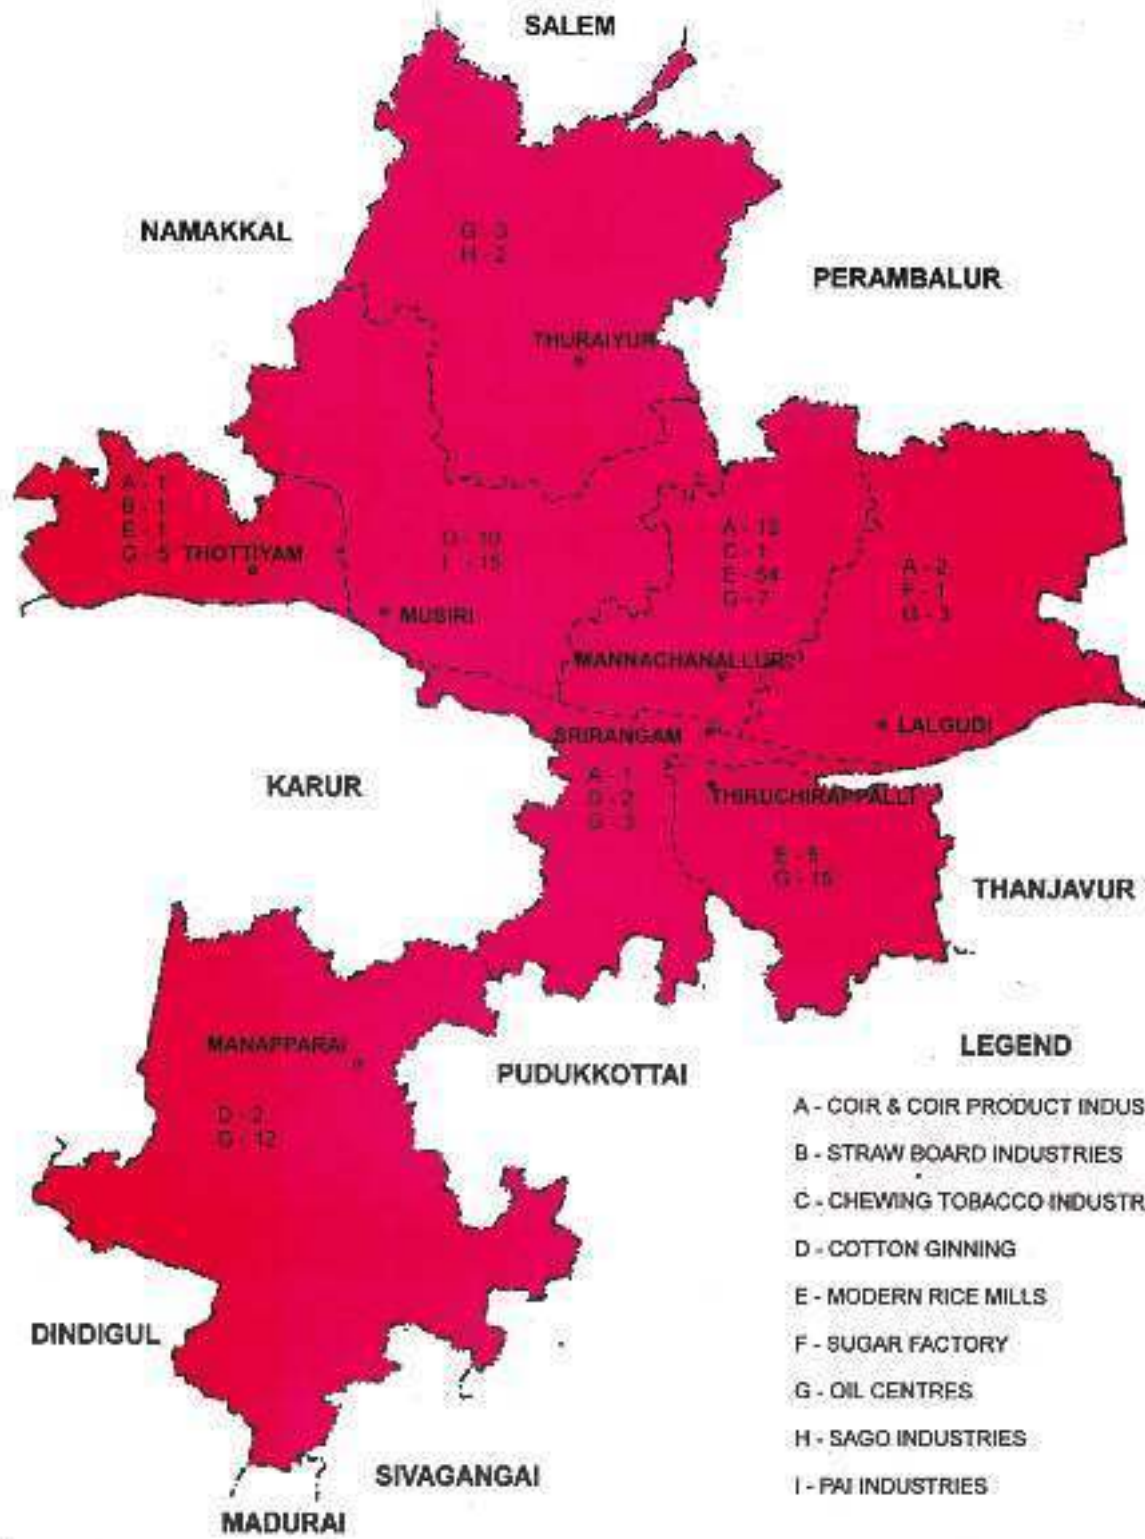 SALEM
NAMAKKAL
G - 3
H - 2
PERAMBALUR
THURAIYUR
A - 1
B - 1
E - 1
G - 5
THOTTIYAM
- 10
I - 15
MUSIRI
C - 1
E - 54
G - 7
A - 2
F - 1
G - 3
MANNACHANALLUR
SRIRANGAM
LALGUDI
KARUR
A - 1
- 2
G - 3
THIRUCHIRAPPALLI
G - 15
THANJAVUR
MANAPPARAI
D - 2
G - 12
PUDUKKOTTAI
LEGEND
A - COIR & COIR PRODUCT INDUS
B - STRAW BOARD INDUSTRIES
C - CHEWING TOBACCO INDUSTR
D - COTTON GINNING
E - MODERN RICE MILLS
F - SUGAR FACTORY
G - OIL CENTRES
H - SAGO INDUSTRIES
I - PAI INDUSTRIES
DINDIGUL
SIVAGANGAI
MADURAI